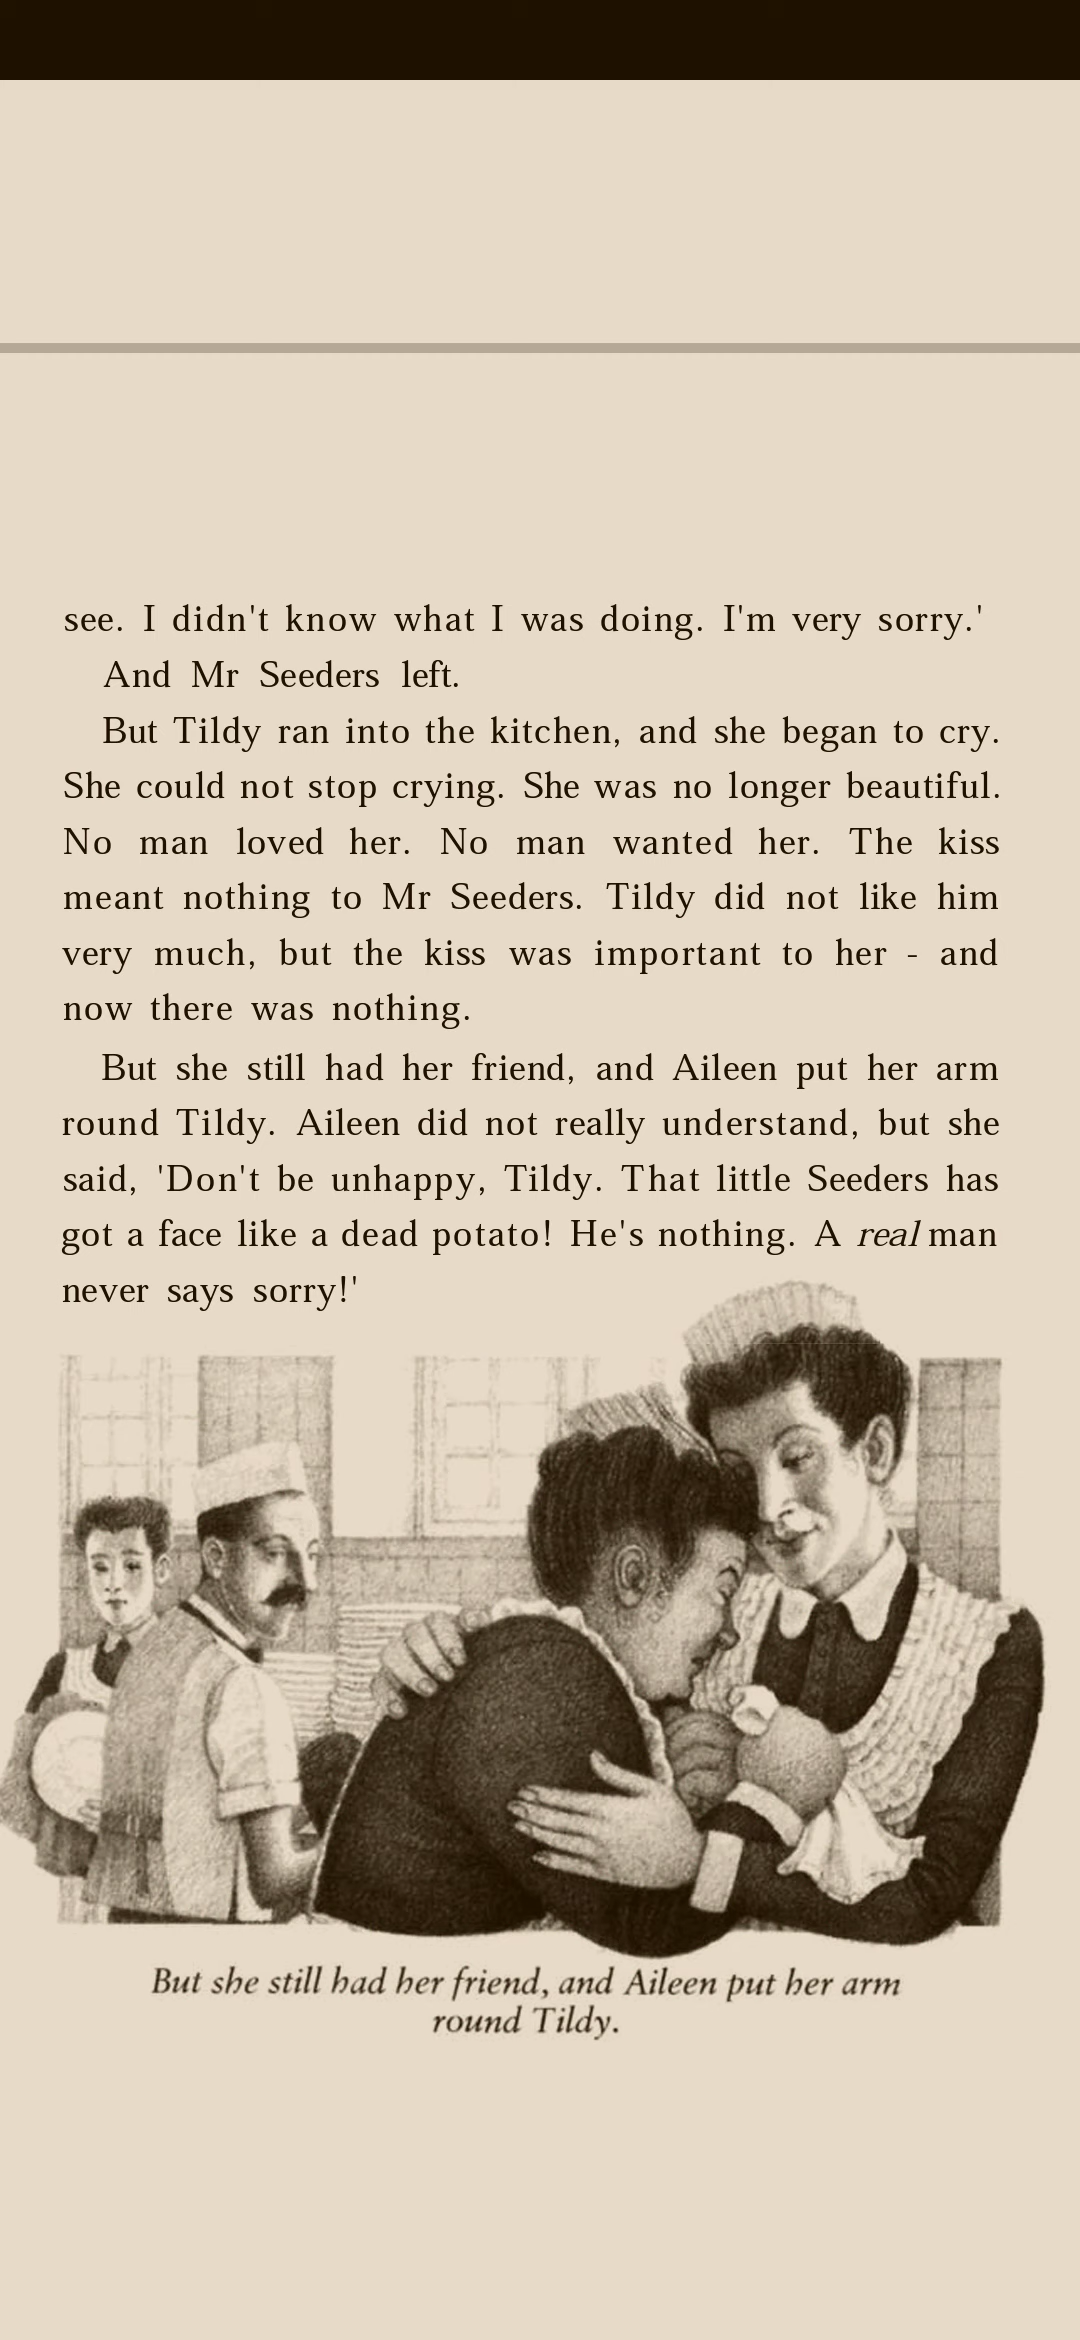 see. I didn't know what I was doing. I'm very sorry.'
And Mr Seeders left.
But Tildy ran into the kitchen, and she began to cry.
She could not stop crying. She was no longer beautiful.
No man loved her. No man wanted her. The kiss
meant nothing to Mr Seeders. Tildy did not like him
very much, but the kiss was important to her - and
now there was nothing.
But she still had her friend, and Aileen put her arm
round Tildy. Aileen did not really understand, but she
said, 'Don't be unhappy, Tildy. That little Seeders has
got a face like a dead potato! He's nothing. A real man
never says sorry!'
But she still had her friend, and Aileen put her arm
round Tildy.